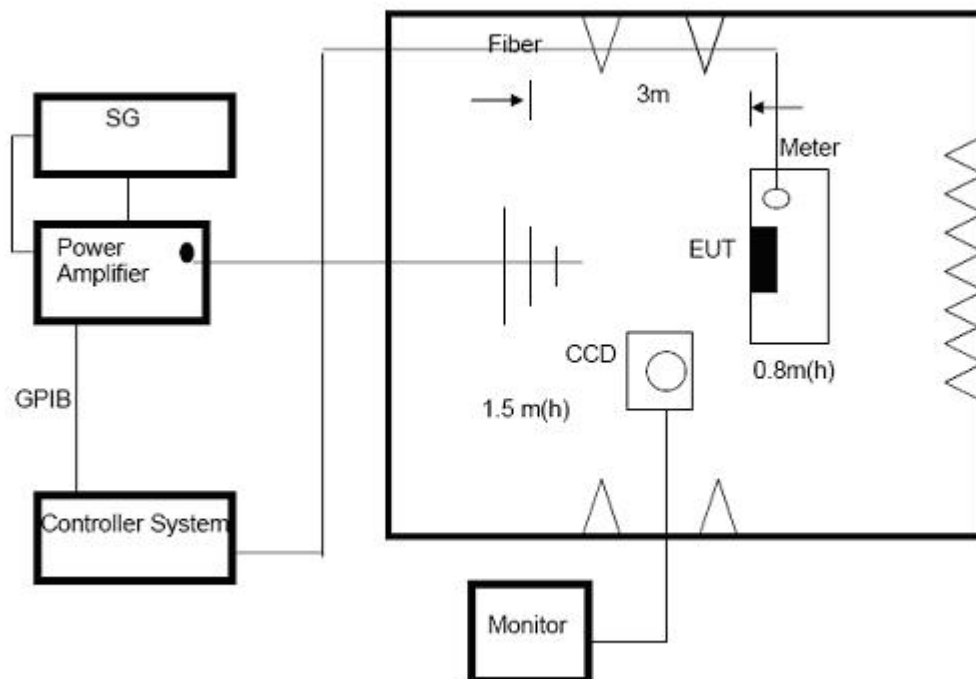 Fiber
3m
SG
Meter
Power
Amplifier
EUT
CCD
0.8m(h)
GPIB
1.5 m(h)
Controller System
Monitor